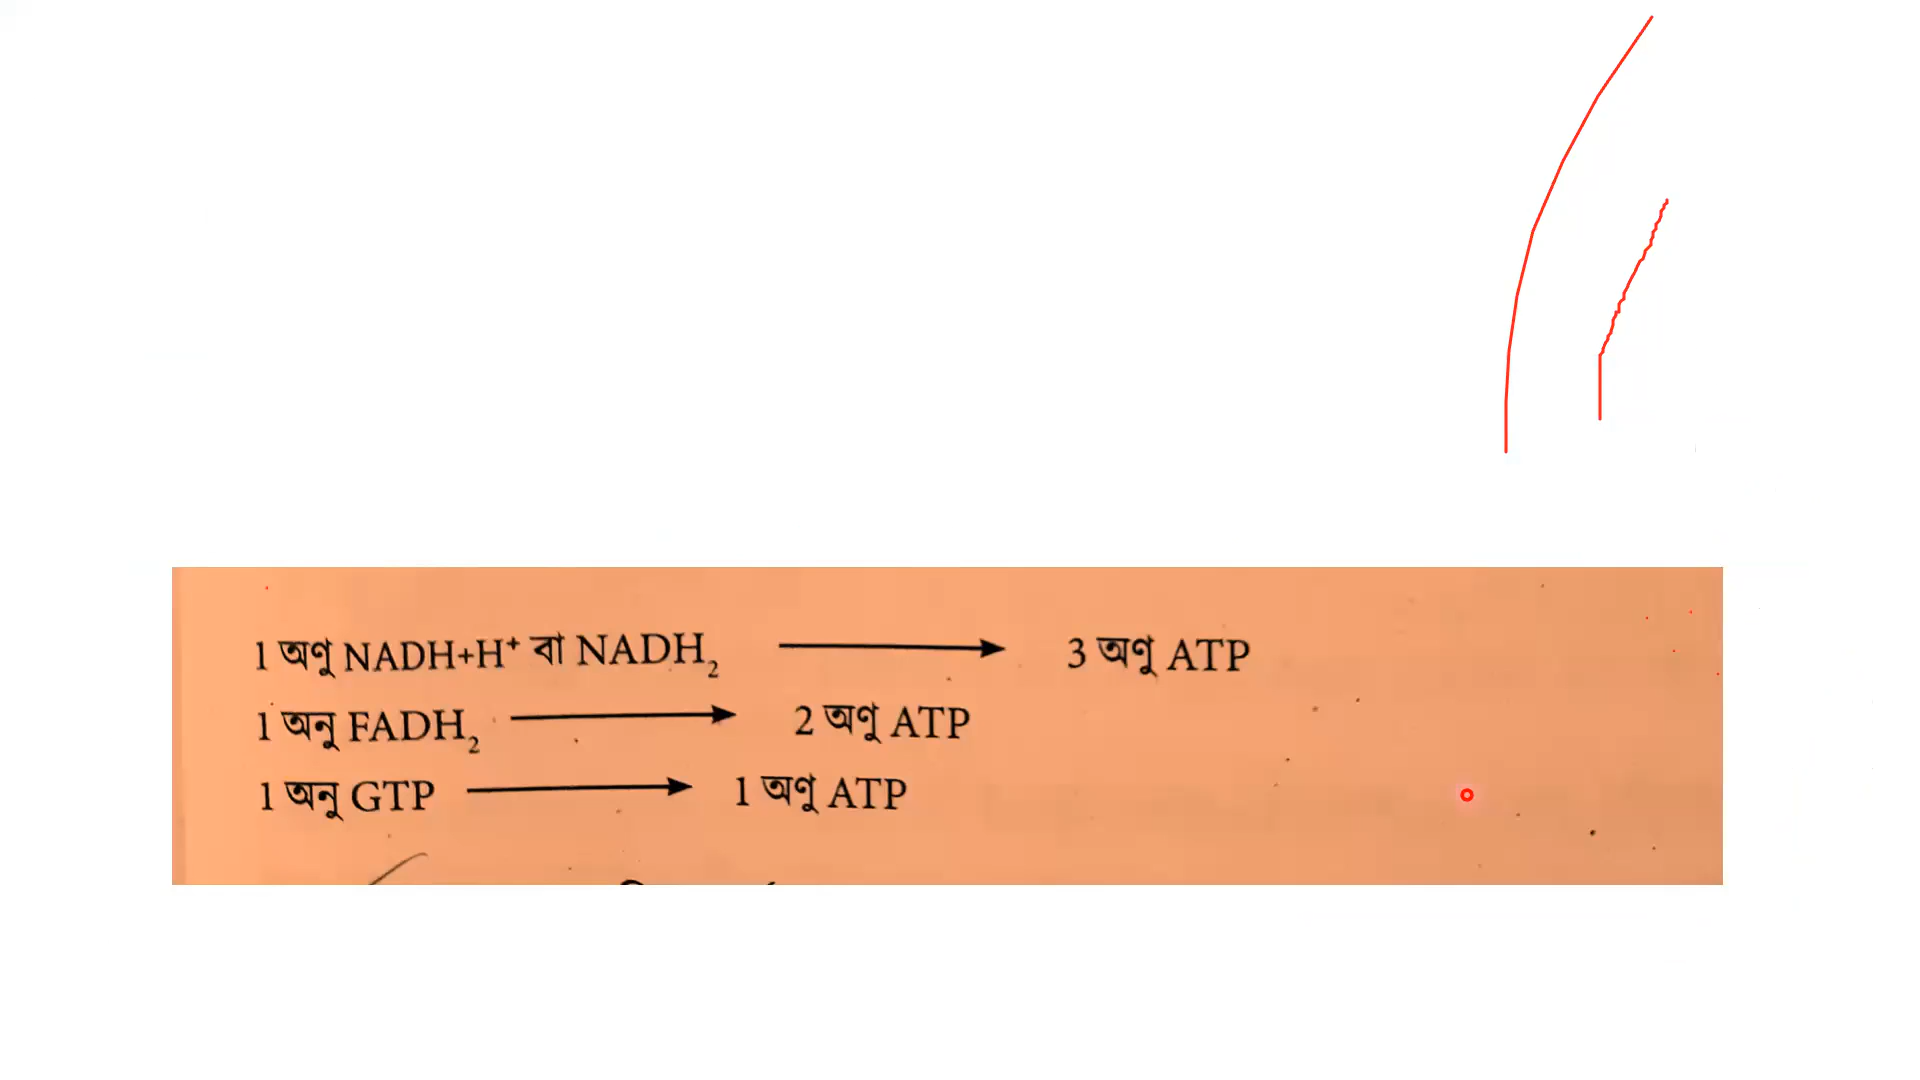 1 অণু NADH+H⁺ বা NADH₂ ⟶ 3 অণু ATP
1 অনু FADH₂ ⟶ 2 অণু ATP
1 অনু GTP ⟶ 1 অণু ATP